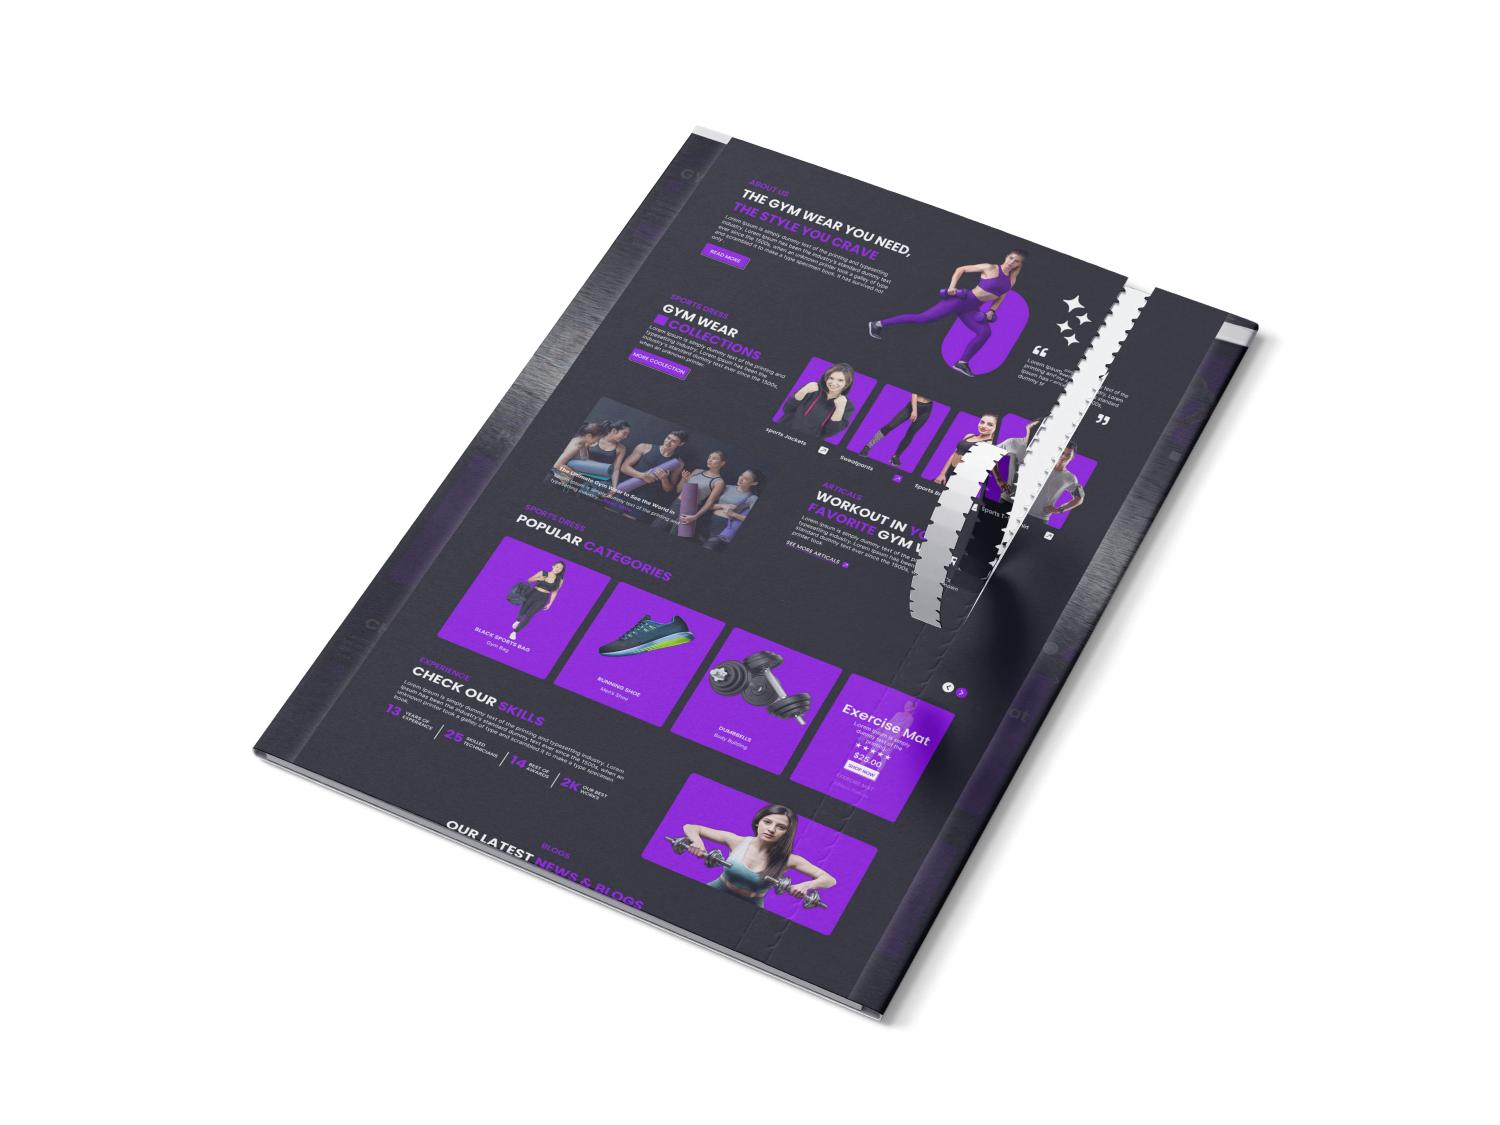 ABOUT US
THE GYM WEAR YOU NEED,
THE STYLE YOU CRAVE
Lorem Ipsum is simply dummy text of the printing and typesetting
industry. Lorem Ipsum has been the industry's standard dummy text
ever since the 1500s, when an unknown printer took a galley of type
and scrambled it to make a type specimen book. It has survived not
only
READ MORE
SPORTS DRESS
GYM WEAR
COLLECTIONS
Lorem Ipsum is simply dummy text of the printing and
typesetting industry. Lorem Ipsum has been the
industry's standard dummy text ever since the 1500s,
when an unknown printer.
MORE COOLECTION
“
Lorem Ipsum
printing and
Ipsum has
dummy
text of the
Lorem
standard
”
sports Jackets
Sweatpants
Sports
Sports
The Ultimate Gym Wear to See the World in
Lorem Ipsum is simply dummy text of the printing and
typesetting industry.
ARTICALS
WORKOUT IN
FAVORITE GYM
Lorem Ipsum is simply dummy text of the
typesetting industry. Lorem Ipsum has been
standard dummy text ever since the 1500s,
printer took
SEE MORE ARTICALS
SPORTS DRESS
POPULAR CATEGORIES
BLACK SPORTS BAG
Gym Bag
RUNNING SHOE
Men's Shoe
DUMBRELLS
Body Building
Exercise Mat
Lorem Ipsum is simply
dummy text of the
printing
$25.00
SHOP NOW
EXERCISE MAT
EXPERIENCE
CHECK OUR SKILLS
Lorem Ipsum is simply dummy text of the printing and typesetting industry. Lorem
Ipsum has been the industry's standard dummy text ever since the 1500s, when an
unknown printer took a galley of type and scrambled it to make a type specimen
book.
13 YEARS OF EXPERIENCE
25 SKILLED TECHNICIANS
14 BEST OF AWARDS
2K OUR BEST WORKS
BLOGS
OUR LATEST NEWS & BLOGS